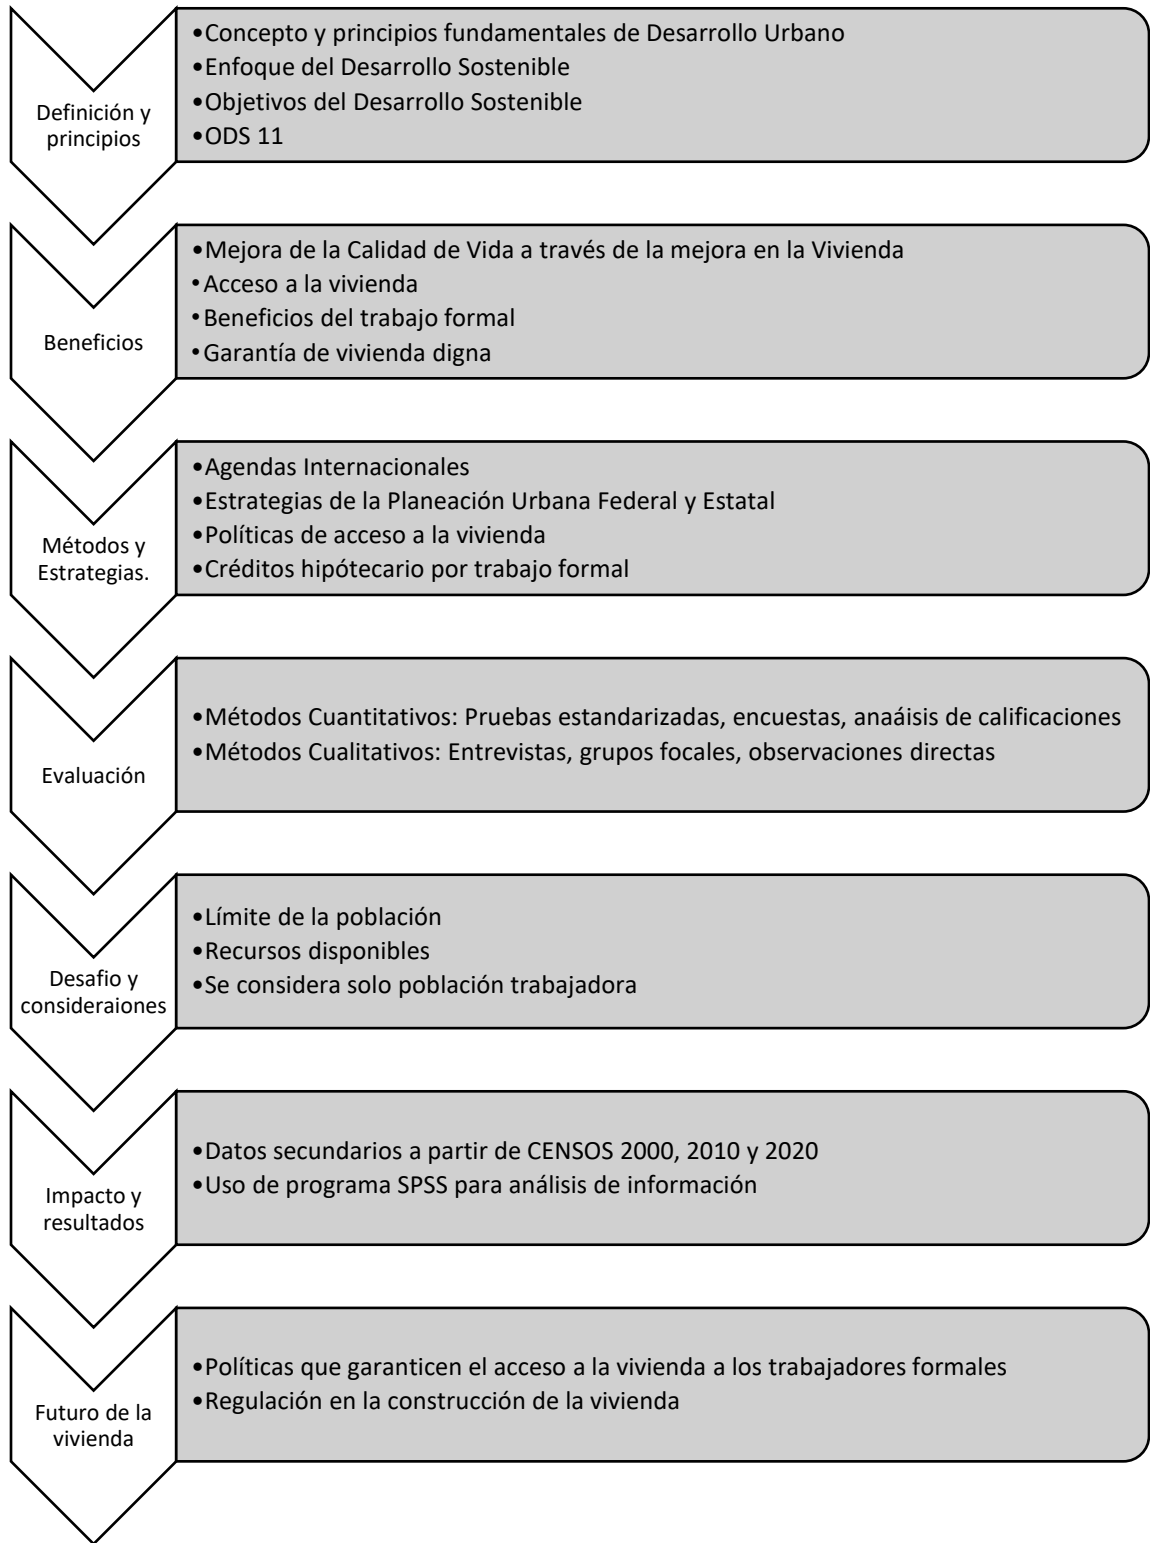 Definición y
principios
•Concepto y principios fundamentales de Desarrollo Urbano
•Enfoque del Desarrollo Sostenible
•Objetivos del Desarrollo Sostenible
•ODS 11
Beneficios
•Mejora de la Calidad de Vida a través de la mejora en la Vivienda
•Acceso a la vivienda
•Beneficios del trabajo formal
•Garantía de vivienda digna
Métodos y
Estrategias.
•Agendas Internacionales
•Estrategias de la Planeación Urbana Federal y Estatal
•Políticas de acceso a la vivienda
•Créditos hipótecario por trabajo formal
Evaluación
•Métodos Cuantitativos: Pruebas estandarizadas, encuestas, anaáisis de calificaciones
•Métodos Cualitativos: Entrevistas, grupos focales, observaciones directas
Desafio y
consideraiones
•Límite de la población
•Recursos disponibles
•Se considera solo población trabajadora
Impacto y
resultados
•Datos secundarios a partir de CENSOS 2000, 2010 y 2020
•Uso de programa SPSS para análisis de información
Futuro de la
vivienda
•Políticas que garanticen el acceso a la vivienda a los trabajadores formales
•Regulación en la construcción de la vivienda